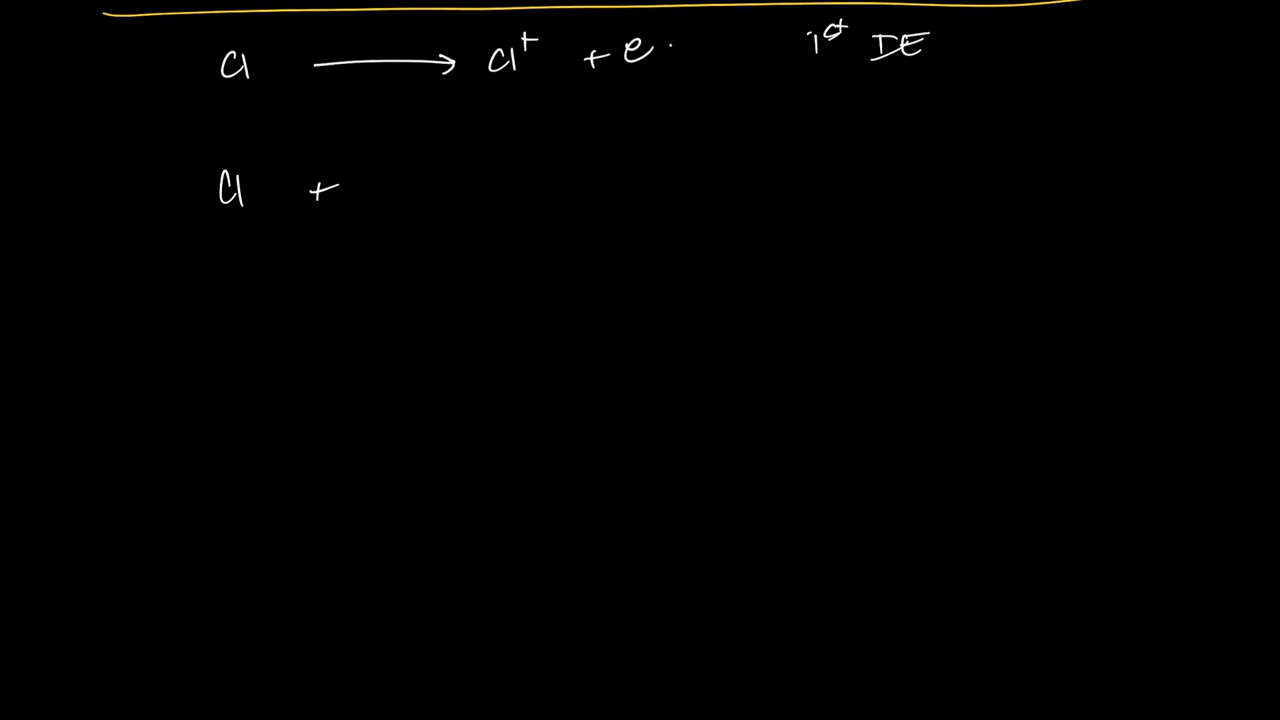 Cl ⟶ Cl⁺ + e⁻ 1st IE
Cl +